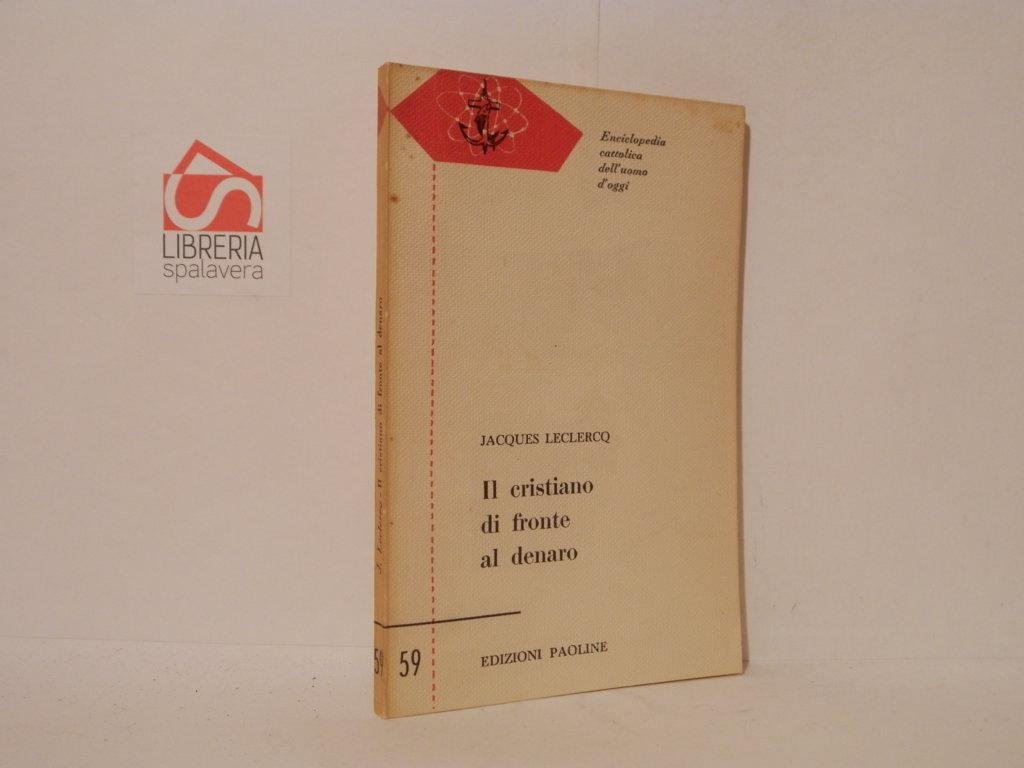 LIBRERIA
spalavera
Enciclopedia
cattolica
dell'uomo
d'oggi
JACQUES LECLERCQ
Il cristiano
di fronte
al denaro
59
EDIZIONI PAOLINE
J. Leclercq - Il cristiano di fronte al denaro
59